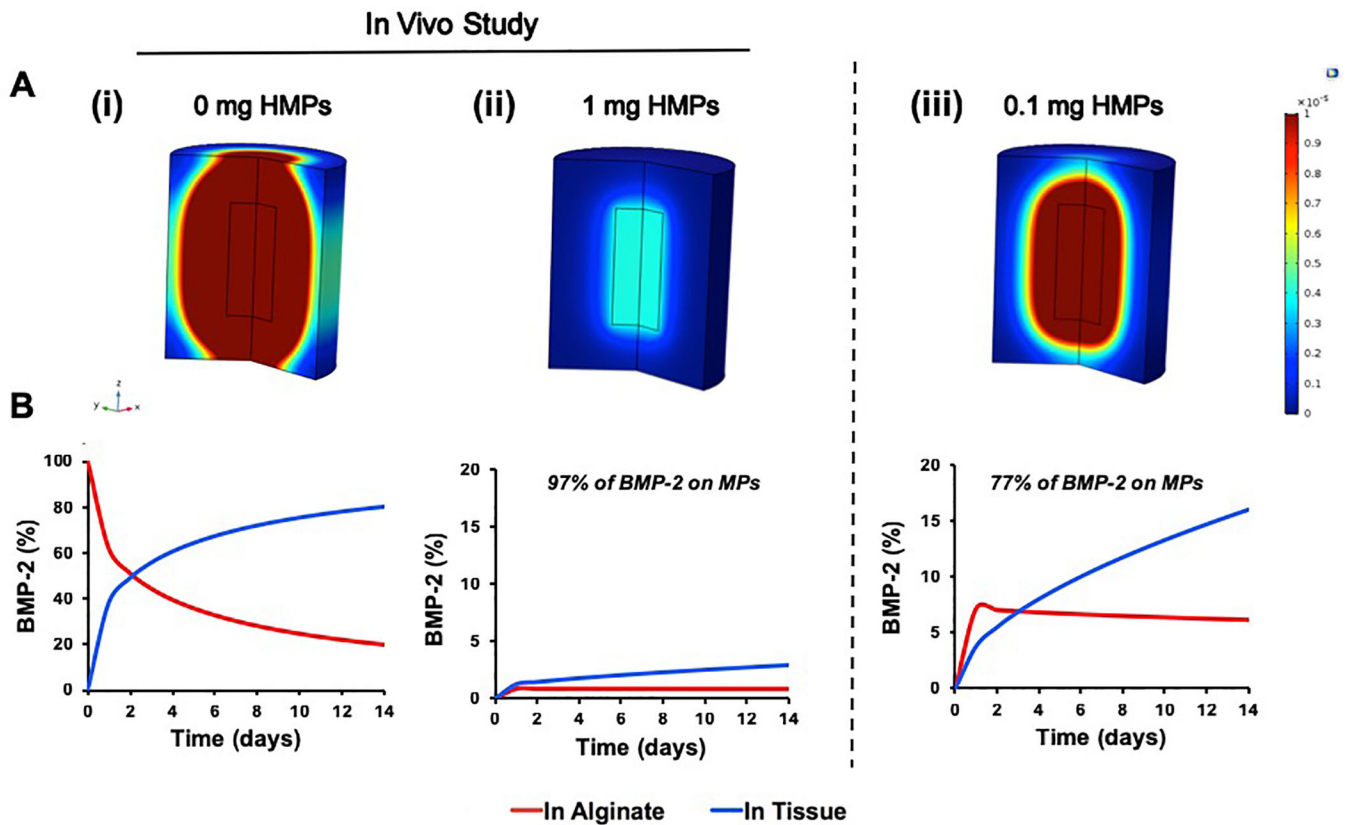 In Vivo Study
A
(i) 0 mg HMPs
(ii) 1 mg HMPs
(iii) 0.1 mg HMPs
×10⁻⁵
1
0.9
0.8
0.7
0.6
0.5
0.4
0.3
0.2
0.1
0
z
y x
B
BMP-2 (%)
100
80
60
40
20
0
0 2 4 6 8 10 12 14
Time (days)
97% of BMP-2 on MPs
BMP-2 (%)
20
15
10
5
0
0 2 4 6 8 10 12 14
Time (days)
77% of BMP-2 on MPs
BMP-2 (%)
20
15
10
5
0
0 2 4 6 8 10 12 14
Time (days)
In Alginate In Tissue